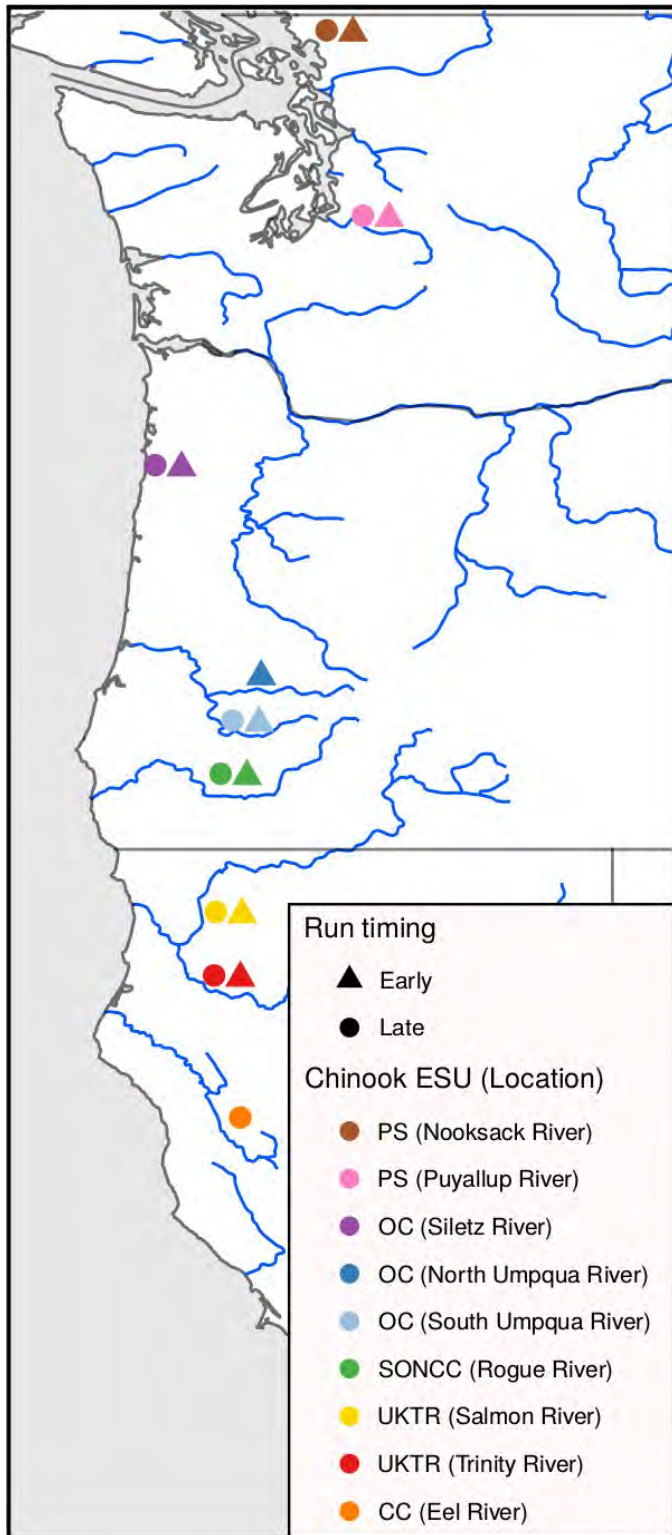 Run timing
Early
Late
Chinook ESU (Location)
PS (Nooksack River)
PS (Puyallup River)
OC (Siletz River)
OC (North Umpqua River)
OC (South Umpqua River)
SONCC (Rogue River)
UKTR (Salmon River)
UKTR (Trinity River)
CC (Eel River)